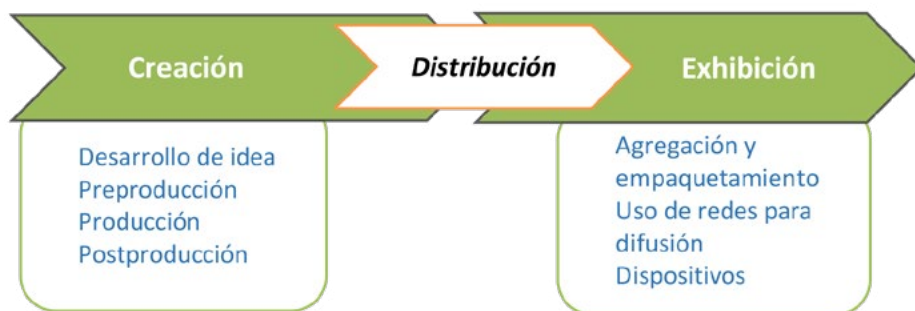 Creación
Distribución
Exhibición
Desarrollo de idea
Preproducción
Producción
Postproducción
Agregación y
empaquetamiento
Uso de redes para
difusión
Dispositivos